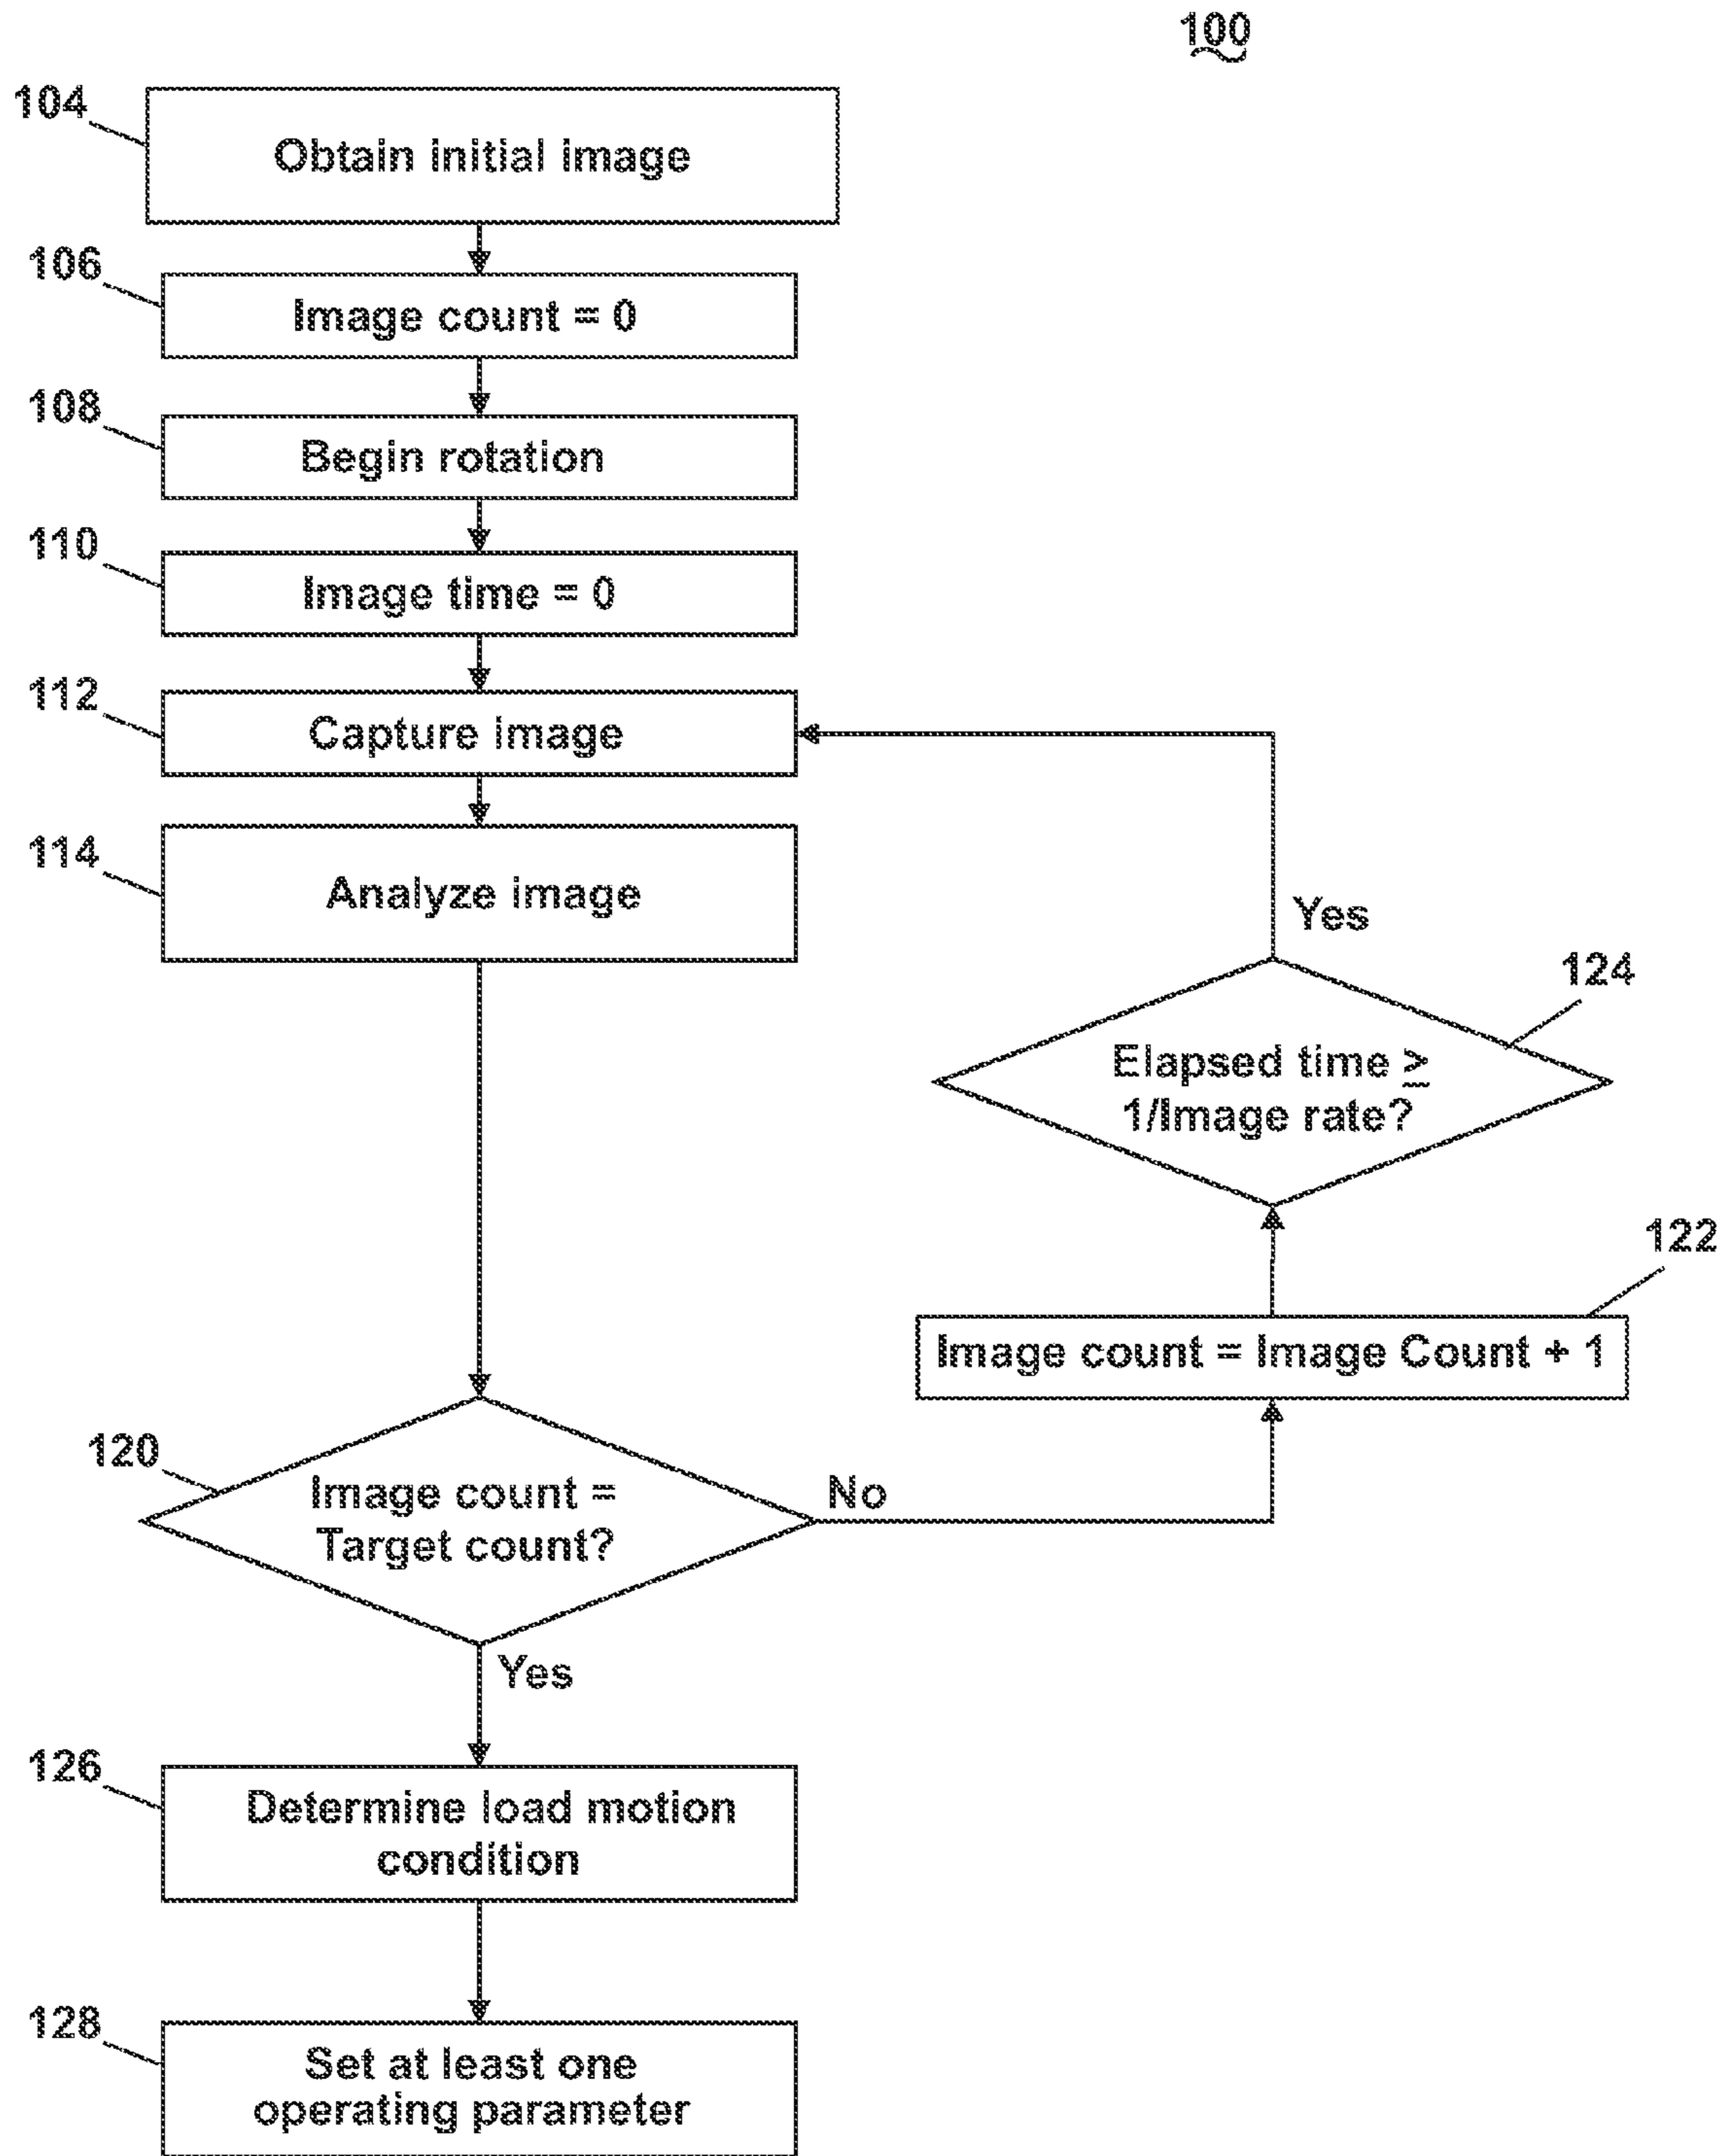 100
104
Obtain initial image
106
Image count = 0
108
Begin rotation
110
Image time = 0
112
Capture image
114
Analyze image
Yes
124
Elapsed time ≥
1/Image rate?
122
Image count = Image Count + 1
120
Image count =
Target count?
No
Yes
126
Determine load motion
condition
128
Set at least one
operating parameter